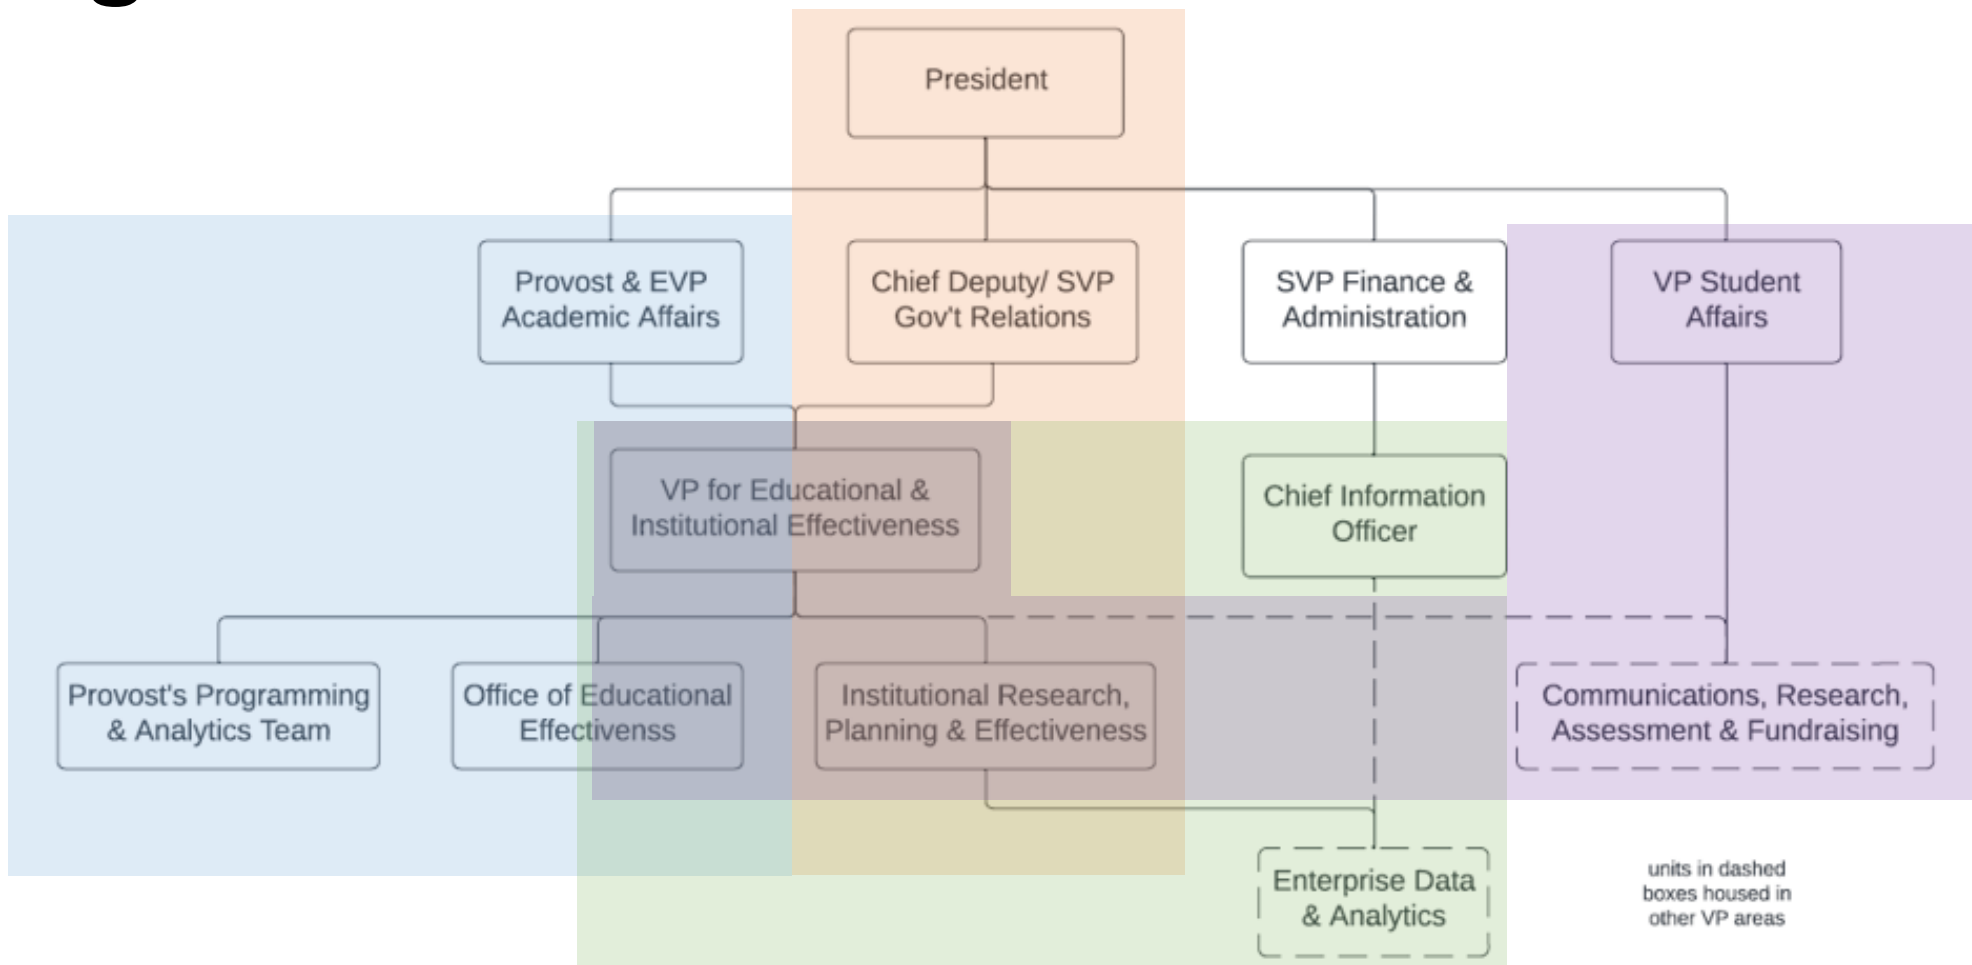 President
Provost & EVP
Academic Affairs
Chief Deputy/ SVP
Gov't Relations
SVP Finance &
Administration
VP Student
Affairs
VP for Educational &
Institutional Effectiveness
Chief Information
Officer
Provost's Programming
& Analytics Team
Office of Educational
Effectivenss
Institutional Research,
Planning & Effectiveness
Communications, Research,
Assessment & Fundraising
Enterprise Data
& Analytics
units in dashed
boxes housed in
other VP areas